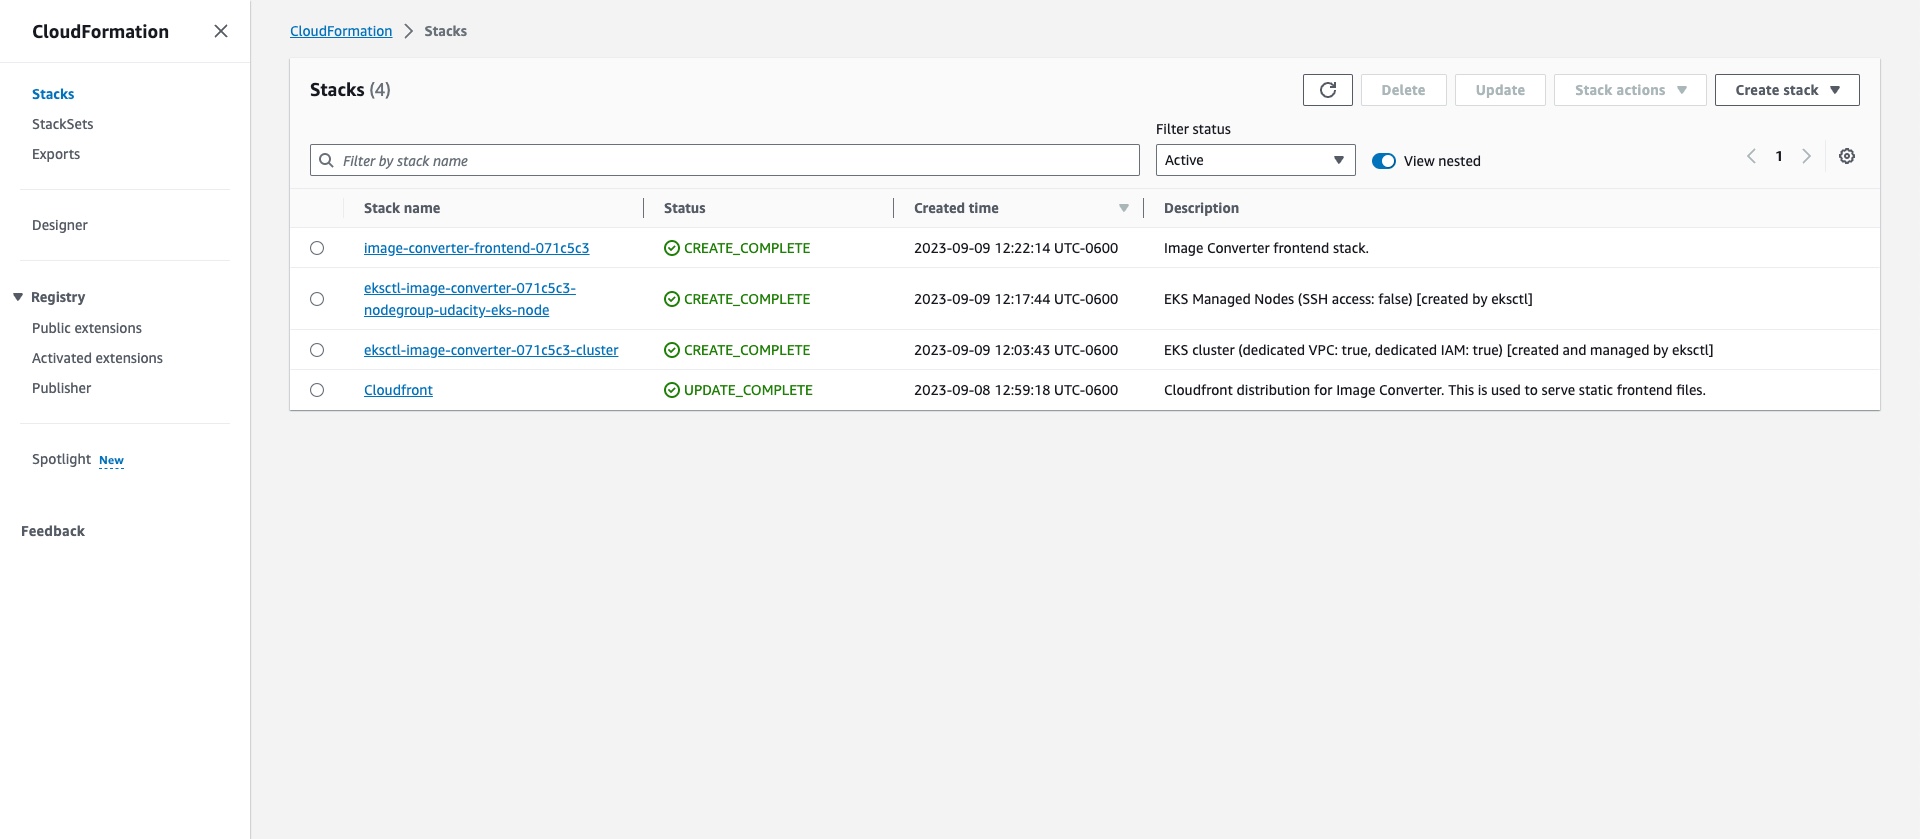 CloudFormation
Stacks
StackSets
Exports
Designer
Registry
Public extensions
Activated extensions
Publisher
Spotlight New
Feedback
CloudFormation > Stacks
Stacks (4)
Delete
Update
Stack actions
Create stack
Filter status
Filter by stack name
Active
View nested
1
Stack name Status Created time Description
image-converter-frontend-071c5c3 CREATE_COMPLETE 2023-09-09 12:22:14 UTC-0600 Image Converter frontend stack.
eksctl-image-converter-071c5c3-
nodegroup-udacity-eks-node CREATE_COMPLETE 2023-09-09 12:17:44 UTC-0600 EKS Managed Nodes (SSH access: false) [created by eksctl]
eksctl-image-converter-071c5c3-cluster CREATE_COMPLETE 2023-09-09 12:03:43 UTC-0600 EKS cluster (dedicated VPC: true, dedicated IAM: true) [created and managed by eksctl]
Cloudfront UPDATE_COMPLETE 2023-09-08 12:59:18 UTC-0600 Cloudfront distribution for Image Converter. This is used to serve static frontend files.